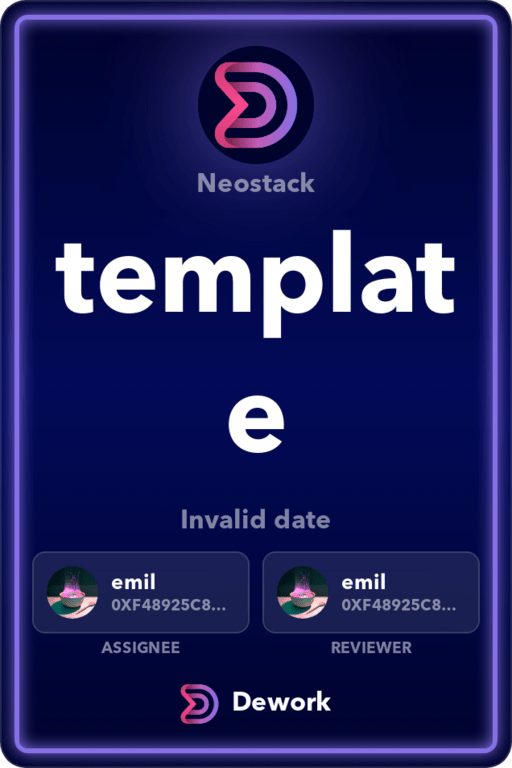 Neostack
templat
e
Invalid date
emil
0XF48925C8...
emil
0XF48925C8...
ASSIGNEE
REVIEWER
Dework